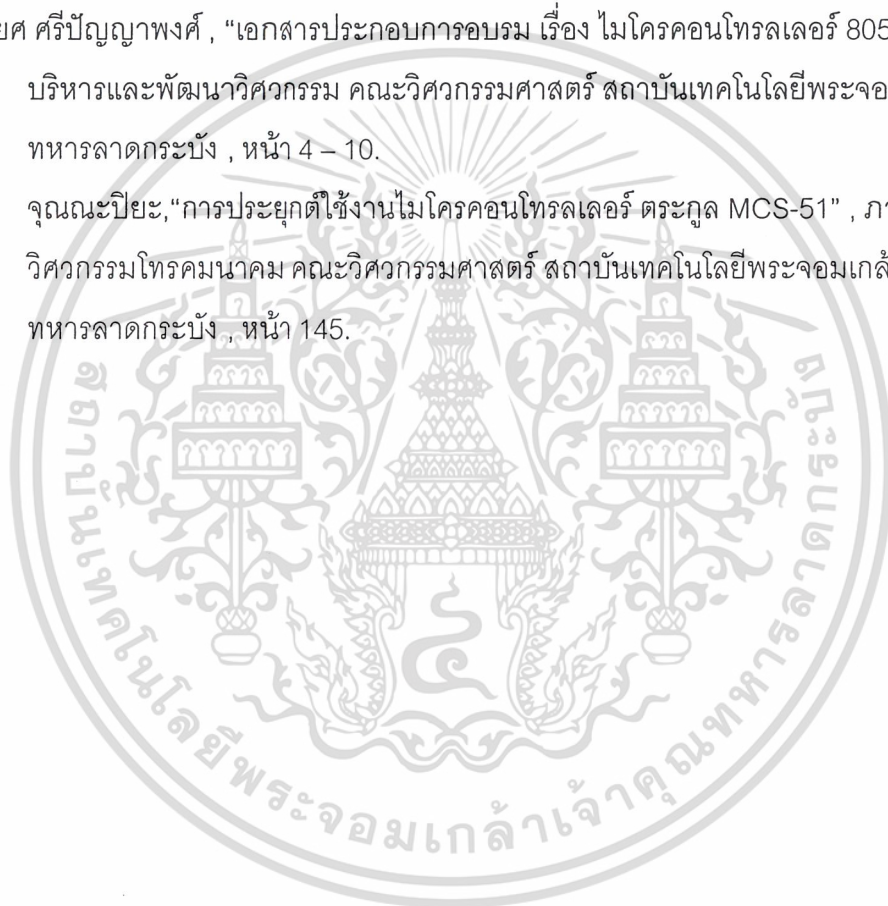 ยศ ศรีปัญญาพงศ์ , “เอกสารประกอบการอบรม เรื่อง ไมโครคอนโทรลเลอร์ 805
บริหารและพัฒนาวิศวกรรม คณะวิศวกรรมศาสตร์ สถาบันเทคโนโลยีพระจอ
ทหารลาดกระบัง , หน้า 4 – 10.
จุณณะปิยะ,“การประยุกต์ใช้งานไมโครคอนโทรลเลอร์ ตระกูล MCS-51” , ภา
วิศวกรรมโทรคมนาคม คณะวิศวกรรมศาสตร์ สถาบันเทคโนโลยีพระจอมเกล้
ทหารลาดกระบัง , หน้า 145.
สถาบันเทคโนโลยีพระจอมเกล้าเจ้าคุณทหารลาดกระบัง